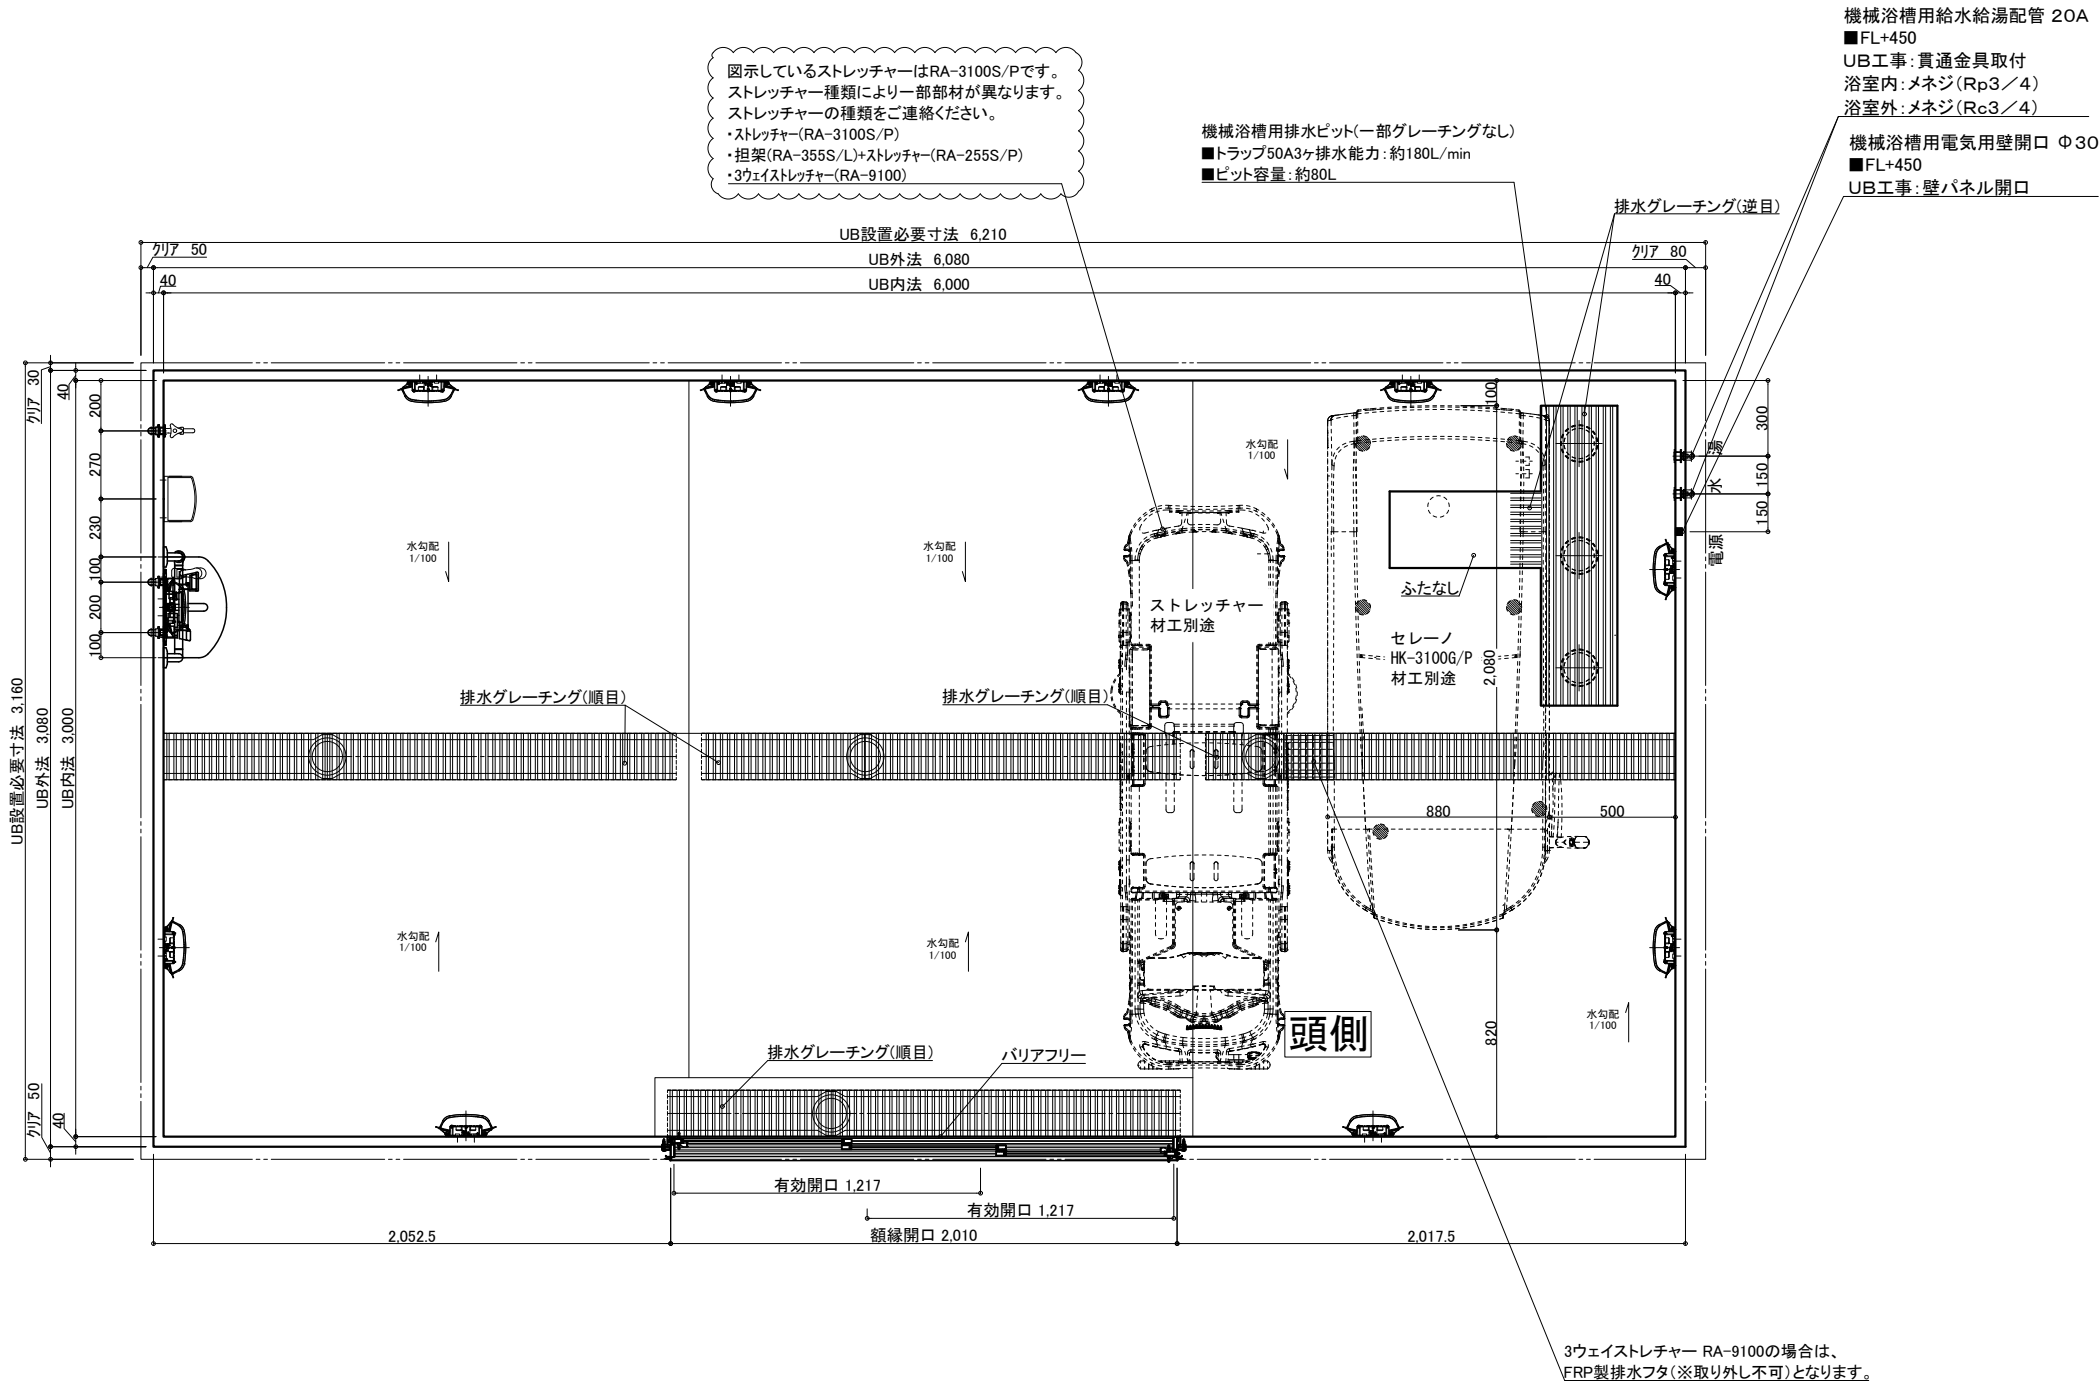 機械浴槽用給水給湯配管 20A
■FL+450
UB工事：貫通金具取付
浴室内：メネジ(Rp3／4)
浴室外：メネジ(Rc3／4)
機械浴槽用電気用壁開口 Φ30
■FL+450
UB工事：壁パネル開口
図示しているストレッチャーはRA-3100S/Pです。
ストレッチャー種類により一部部材が異なります。
ストレッチャーの種類をご連絡ください。
・ストレッチャー(RA-3100S/P)
・担架(RA-355S/L)+ストレッチャー(RA-255S/P)
・3ウェイストレッチャー(RA-9100)
機械浴槽用排水ピット(一部グレーチングなし)
■トラップ50A3ヶ排水能力：約180L/min
■ピット容量：約80L
排水グレーチング(逆目)
UB設置必要寸法 6,210
クリア 50
UB外法 6,080
クリア 80
40
UB内法 6,000
40
クリア 30
40
200
270
230
100
200
100
UB設置必要寸法 3,160
UB外法 3,080
UB内法 3,000
クリア 50
40
100
300
湯
150
水
150
電源
水勾配
1/100
水勾配
1/100
水勾配
1/100
ふたなし
ストレッチャー
材工別途
セレーノ
HK-3100G/P
材工別途
2,080
排水グレーチング(順目)
排水グレーチング(順目)
880
500
水勾配
1/100
水勾配
1/100
水勾配
1/100
頭側
820
排水グレーチング(順目)
バリアフリー
有効開口 1,217
有効開口 1,217
2,052.5
額縁開口 2,010
2,017.5
3ウェイストレチャー RA-9100の場合は、
FRP製排水フタ(※取り外し不可)となります。